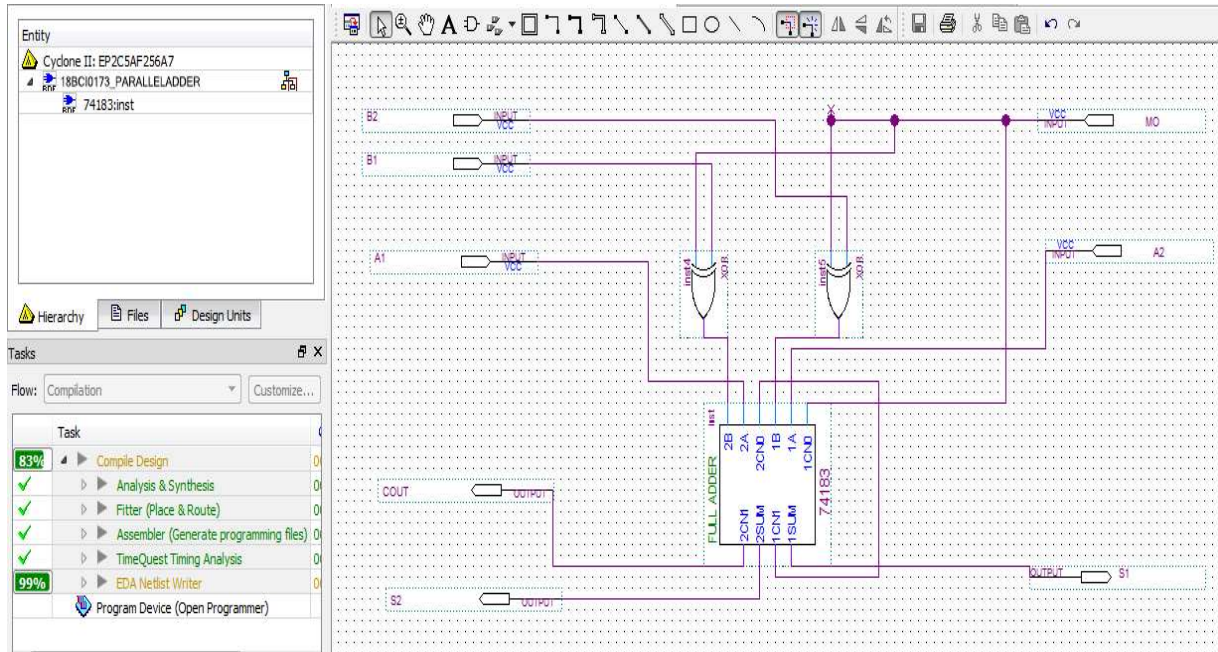 Entity
Cyclone II: EP2C5AF256A7
18BCI0173_PARALLELADDER
74183:inst
Hierarchy
Files
Design Units
Tasks
Flow: Compilation
Customize...
Task
83% Compile Design
Analysis & Synthesis
Fitter (Place & Route)
Assembler (Generate programming files)
TimeQuest Timing Analysis
99% EDA Netlist Writer
Program Device (Open Programmer)
A
B2
INPUT
VCC
VCC
INPUT
MO
B1
INPUT
VCC
A1
INPUT
VCC
inst4
XOR
inst5
XOR
VCC
INPUT
A2
inst
2B
2A
2CN0
1B
1A
1CN0
FULL ADDER
74183
2CN1
2SUM
1CN1
1SUM
COUT
OUTPUT
OUTPUT
S1
S2
OUTPUT